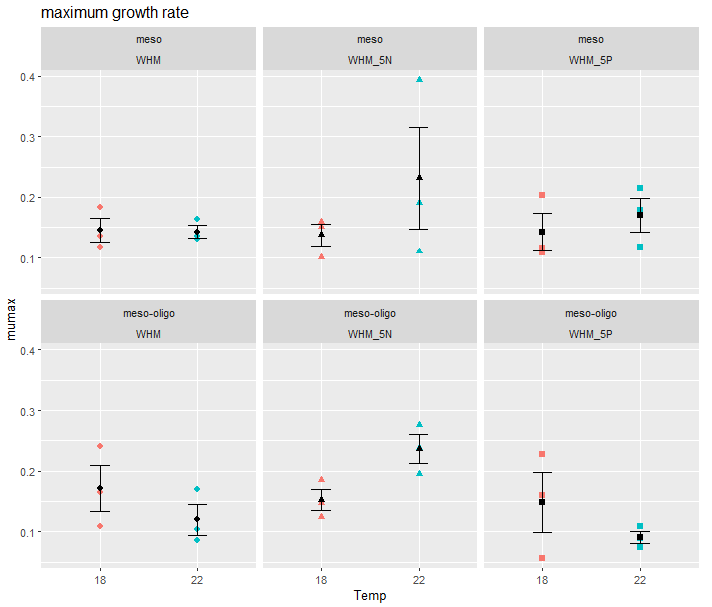 maximum growth rate
meso meso meso
WHM WHM_5N WHM_5P
0.4
0.3
0.2
0.1
meso-oligo meso-oligo meso-oligo
WHM WHM_5N WHM_5P
0.4
0.3
0.2
0.1
mumax
18 22 18 22 18 22
Temp